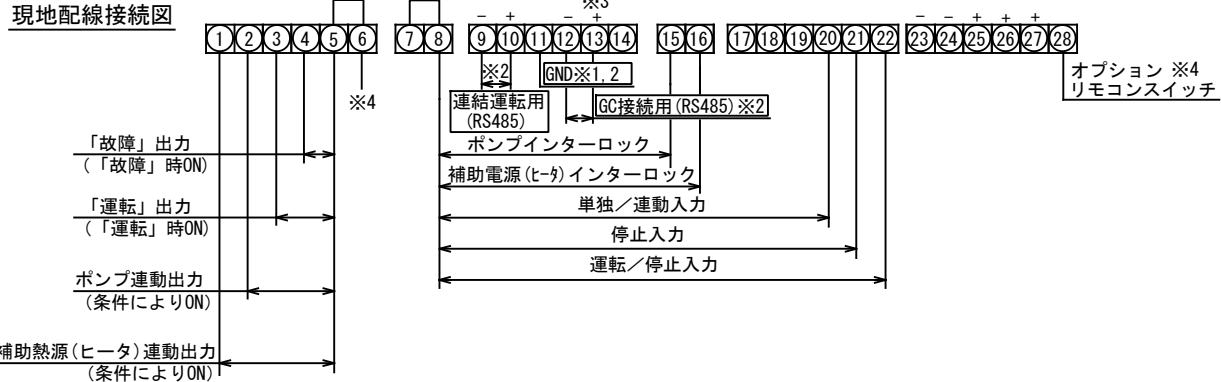 現地配線接続図
※3
- + - + - - + + +
① ② ③ ④ ⑤ ⑥ ⑦ ⑧ ⑨ ⑩ ⑪ ⑫ ⑬ ⑭ ⑮ ⑯ ⑰ ⑱ ⑲ ⑳ ㉑ ㉒ ㉓ ㉔ ㉕ ㉖ ㉗ ㉘
※4
※2
GND※1,2
オプション ※4
リモコンスイッチ
連結運転用
(RS485)
GC接続用(RS485)※2
「故障」出力
(「故障」時ON)
ポンプインターロック
補助電源(ヒータ)インターロック
「運転」出力
(「運転」時ON)
単独/連動入力
停止入力
運転/停止入力
ポンプ連動出力
(条件によりON)
補助熱源(ヒータ)連動出力
(条件によりON)